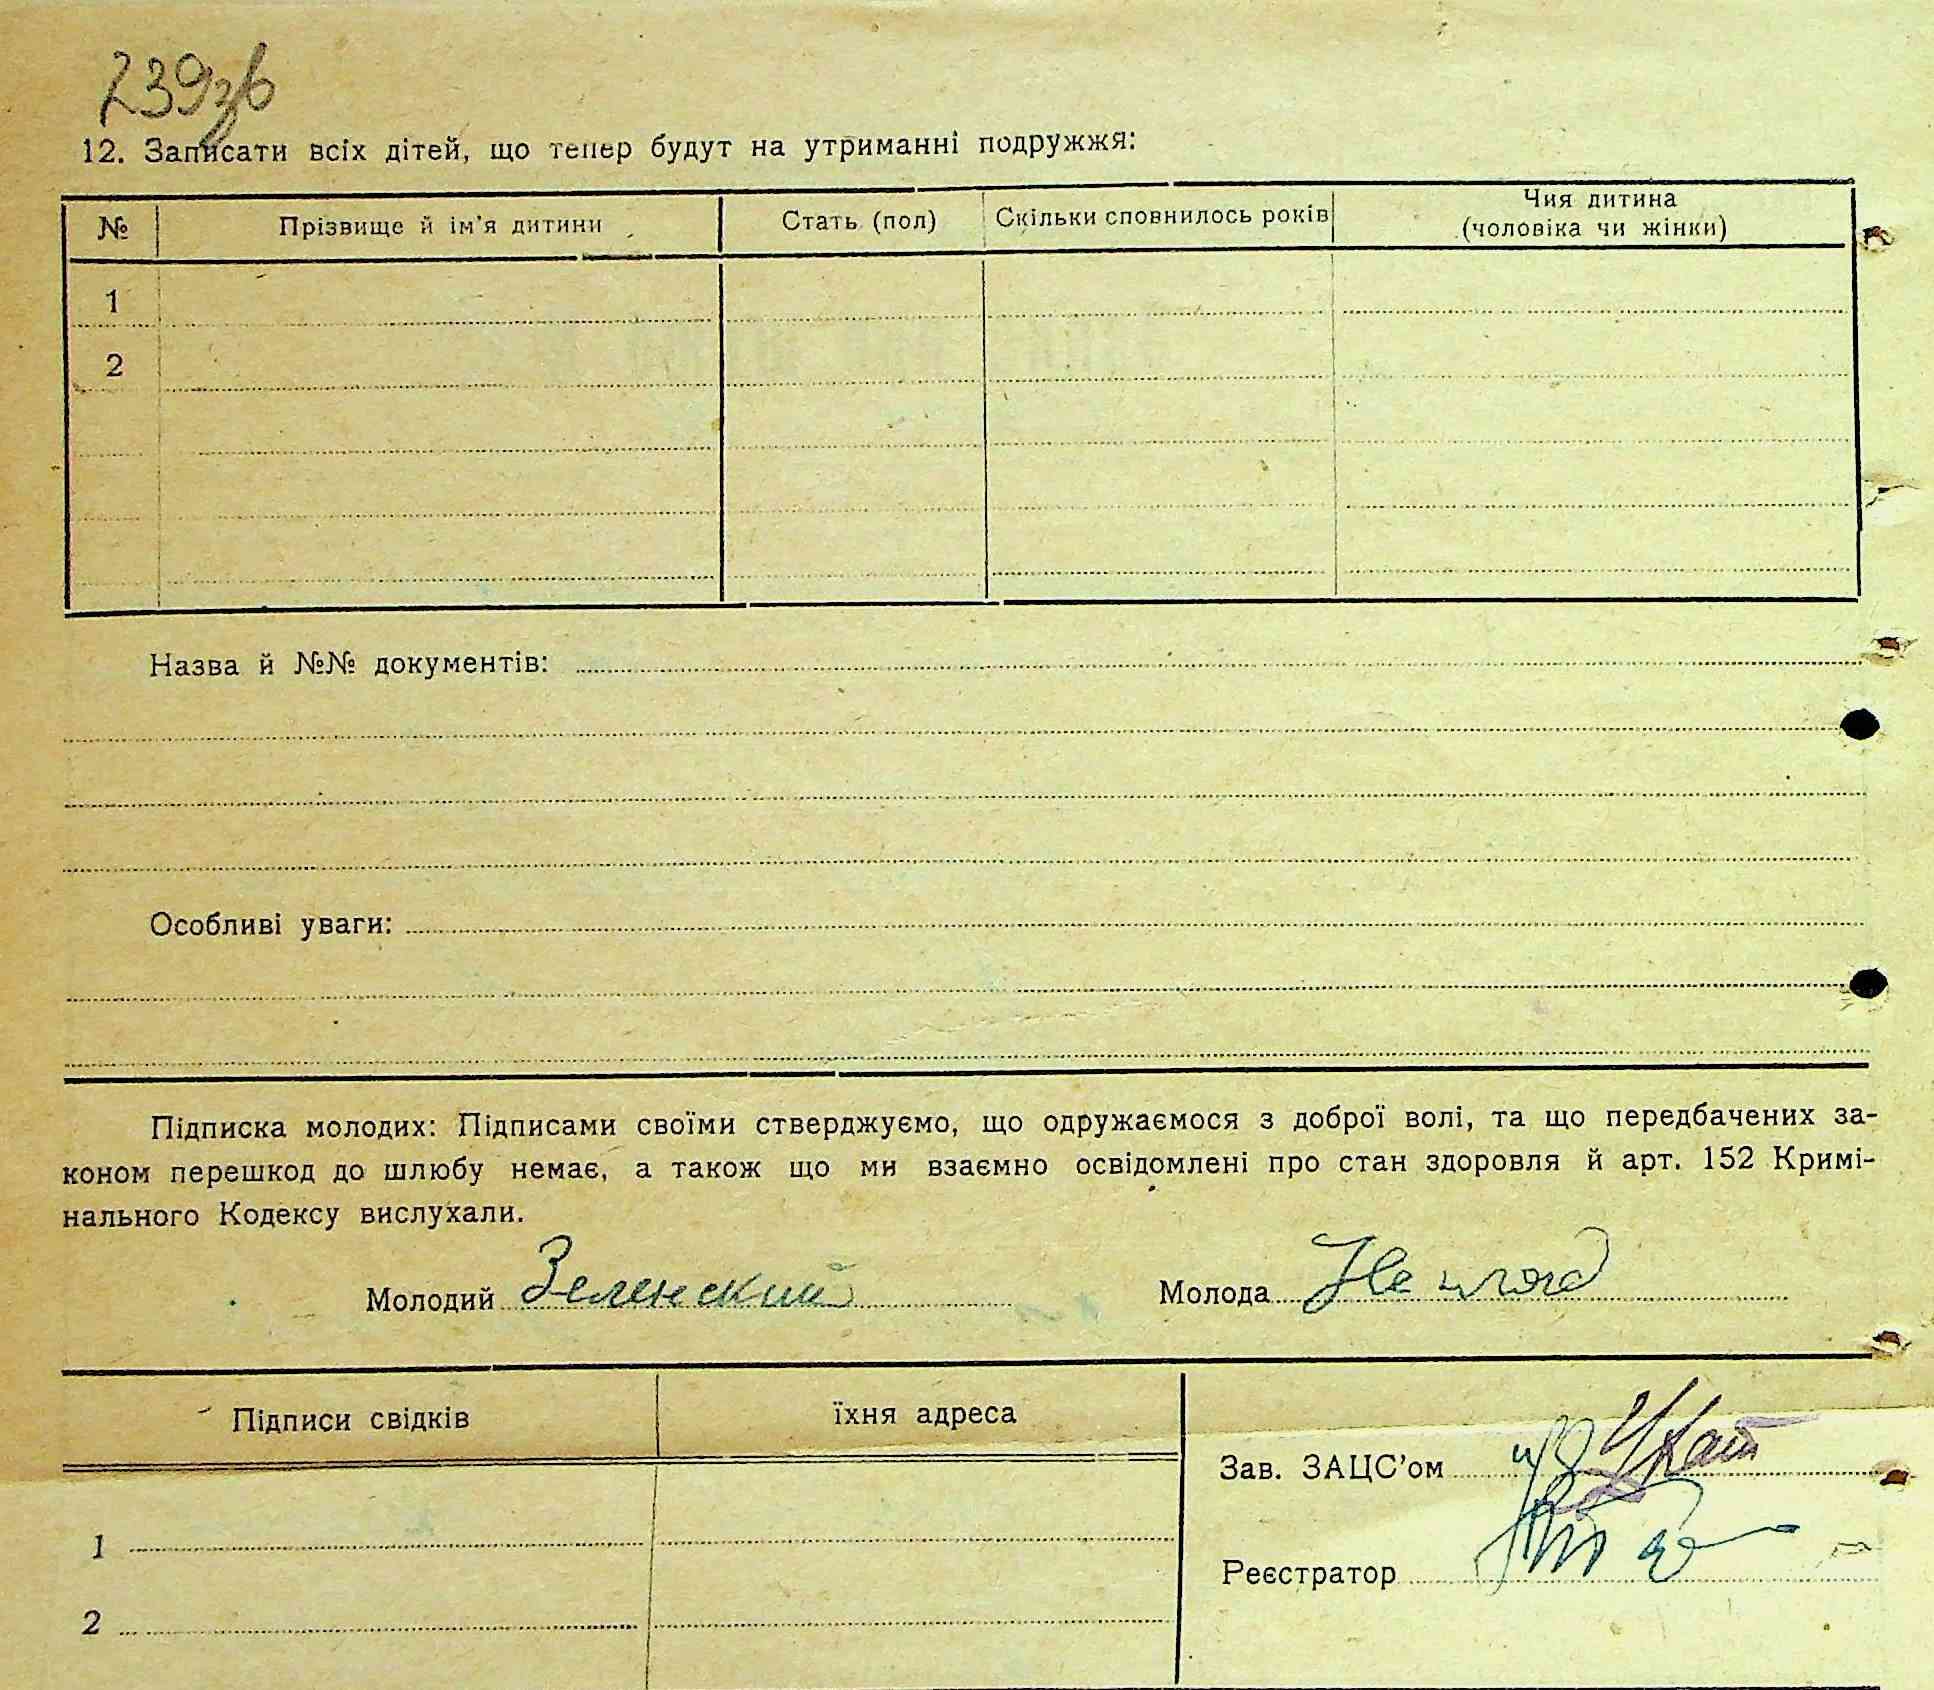 239зв
12. Записати всіх дітей, що тепер будут на утриманні подружжя:
№ Прізвище й ім'я дитини Стать (пол) Скільки сповнилось років Чия дитина
(чоловіка чи жінки)
1
2
Назва й №№ документів:
Особливі уваги:
Підписка молодих: Підписами своїми стверджуємо, що одружаємося з доброї волі, та що передбачених за-
коном перешкод до шлюбу немає, а також що ми взаємно освідомлені про стан здоровля й арт. 152 Кримі-
нального Кодексу вислухали.
Молодий Зеленский Молода
Підписи свідків їхня адреса
Зав. ЗАЦС'ом
1
Реєстратор
2